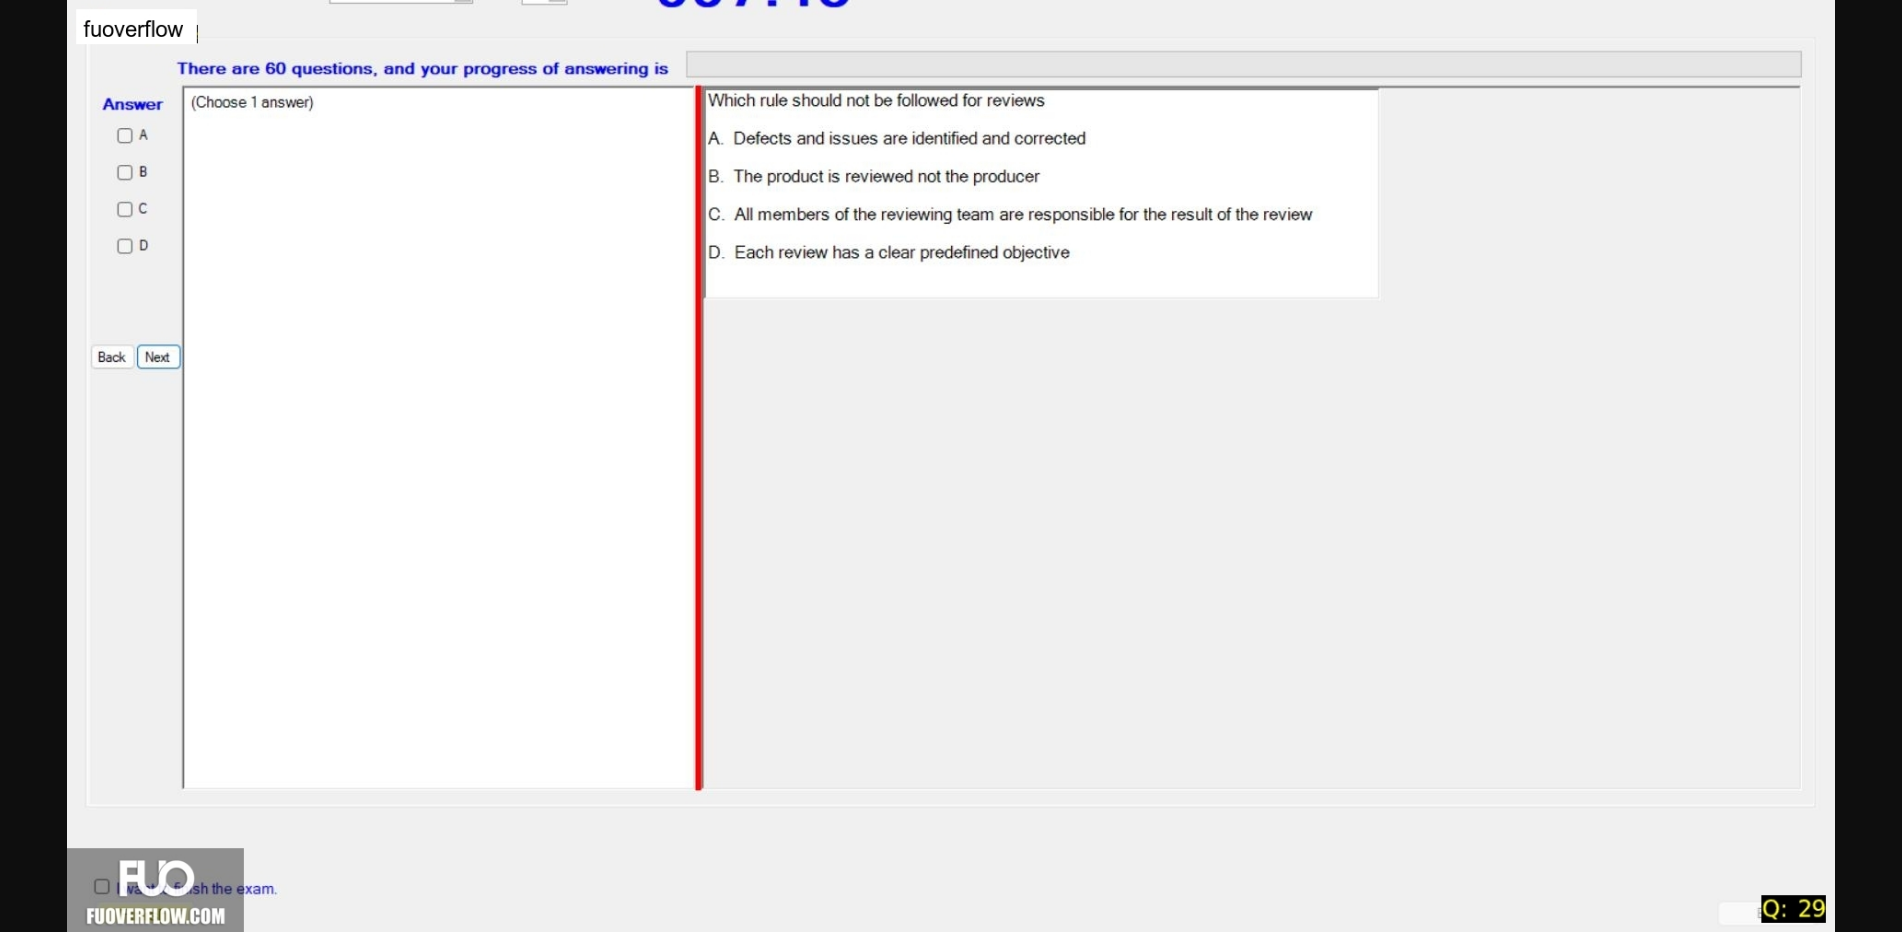 fuoverflow
There are 60 questions, and your progress of answering is
Answer
(Choose 1 answer)
A
B
C
D
Back Next
Which rule should not be followed for reviews
A. Defects and issues are identified and corrected
B. The product is reviewed not the producer
C. All members of the reviewing team are responsible for the result of the review
D. Each review has a clear predefined objective
FUO
the exam.
FUOVERFLOW.COM
Q: 29